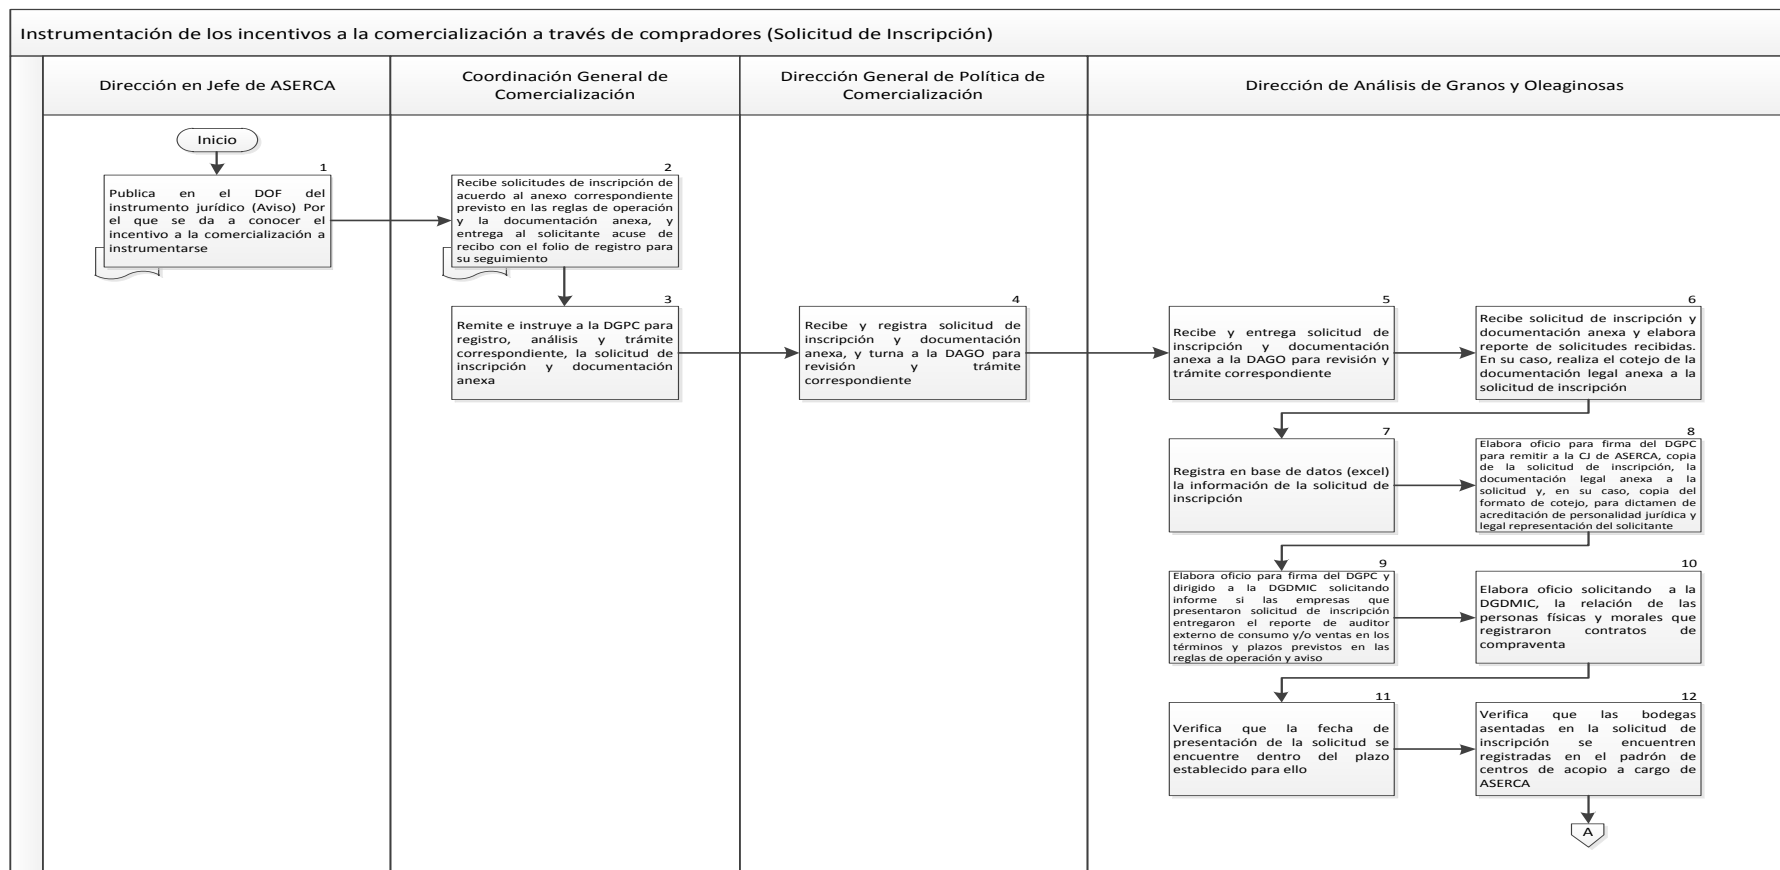 Instrumentación de los incentivos a la comercialización a través de compradores (Solicitud de Inscripción)
Dirección en Jefe de ASERCA
Coordinación General de
Comercialización
Dirección General de Política de
Comercialización
Dirección de Análisis de Granos y Oleaginosas
Inicio
1
Publica en el DOF del
instrumento jurídico (Aviso) Por
el que se da a conocer el
incentivo a la comercialización a
instrumentarse
2
Recibe solicitudes de inscripción de
acuerdo al anexo correspondiente
previsto en las reglas de operación
y la documentación anexa, y
entrega al solicitante acuse de
recibo con el folio de registro para
su seguimiento
3
Remite e instruye a la DGPC para
registro, análisis y trámite
correspondiente, la solicitud de
inscripción y documentación
anexa
4
Recibe y registra solicitud de
inscripción y documentación
anexa, y turna a la DAGO para
revisión y trámite
correspondiente
5
Recibe y entrega solicitud de
inscripción y documentación
anexa a la DAGO para revisión y
trámite correspondiente
6
Recibe solicitud de inscripción y
documentación anexa y elabora
reporte de solicitudes recibidas.
En su caso, realiza el cotejo de la
documentación legal anexa a la
solicitud de inscripción
7
Registra en base de datos (excel)
la información de la solicitud de
inscripción
8
Elabora oficio para firma del DGPC
para remitir a la CJ de ASERCA, copia
de la solicitud de inscripción, la
documentación legal anexa a la
solicitud y, en su caso, copia del
formato de cotejo, para dictamen de
acreditación de personalidad jurídica y
legal representación del solicitante
9
Elabora oficio para firma del DGPC y
dirigido a la DGDMIC solicitando
informe si las empresas que
presentaron solicitud de inscripción
entregaron el reporte de auditor
externo de consumo y/o ventas en los
términos y plazos previstos en las
reglas de operación y aviso
10
Elabora oficio solicitando a la
DGDMIC, la relación de las
personas físicas y morales que
registraron contratos de
compraventa
11
Verifica que la fecha de
presentación de la solicitud se
encuentre dentro del plazo
establecido para ello
12
Verifica que las bodegas
asentadas en la solicitud de
inscripción se encuentren
registradas en el padrón de
centros de acopio a cargo de
ASERCA
A